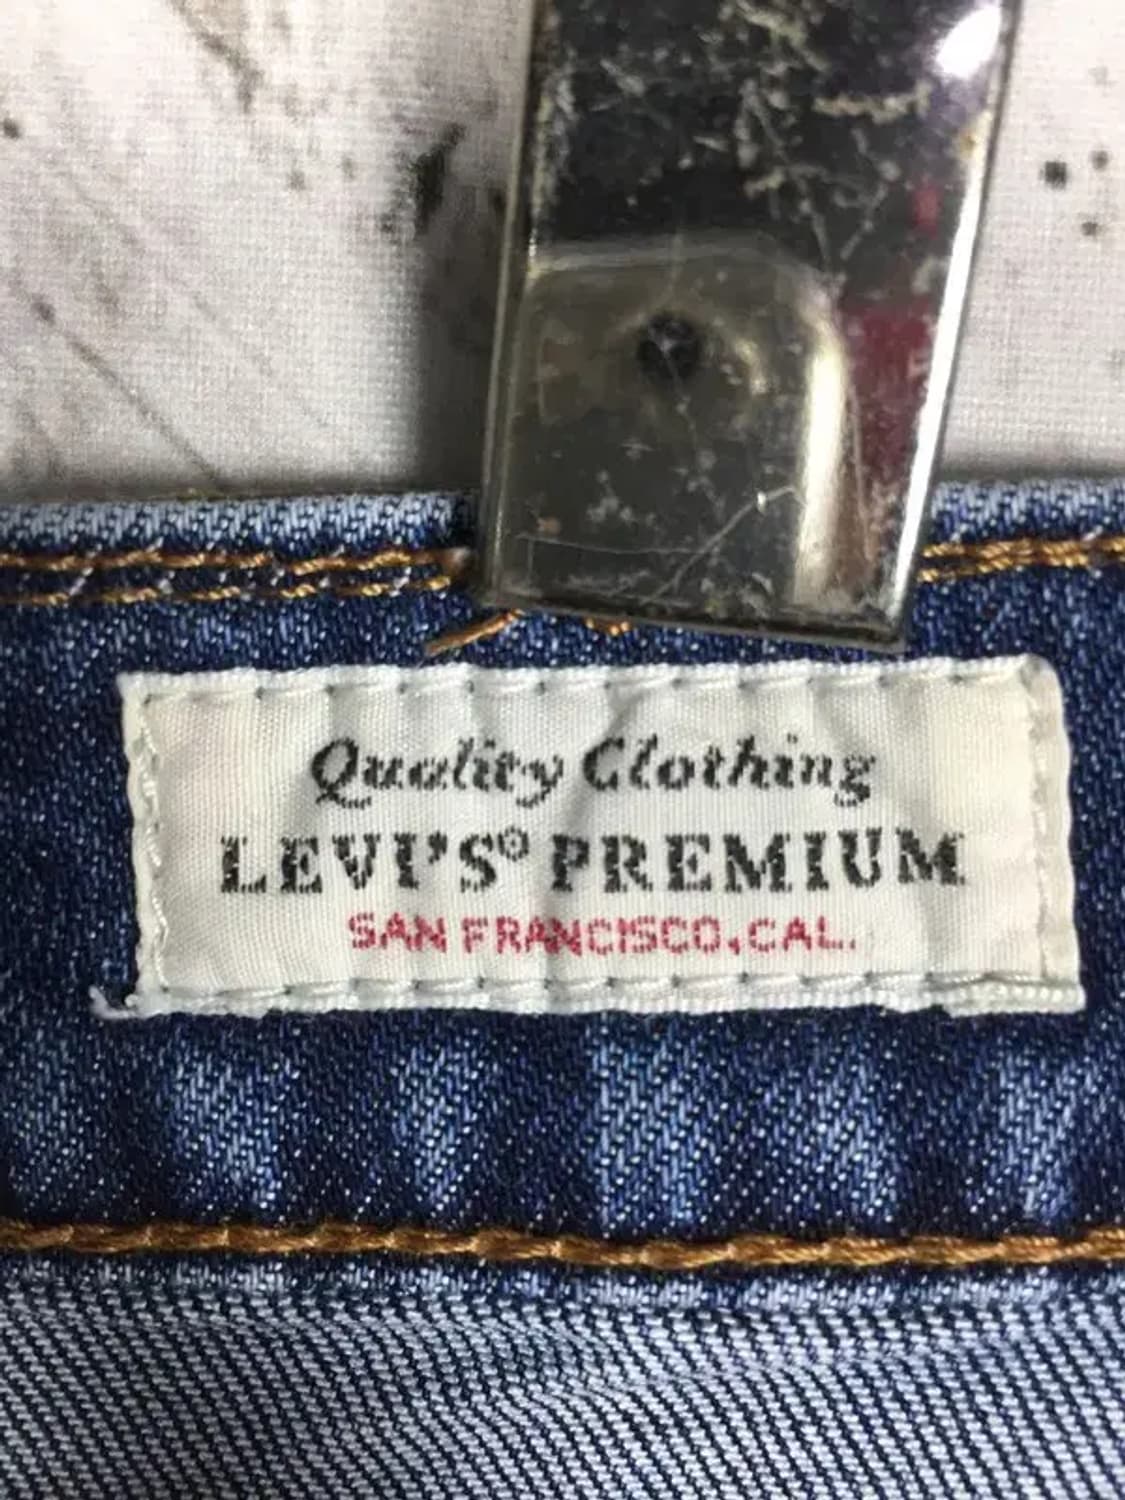 Quality Clothing
LEVI'S® PREMIUM
SAN FRANCISCO, CAL.